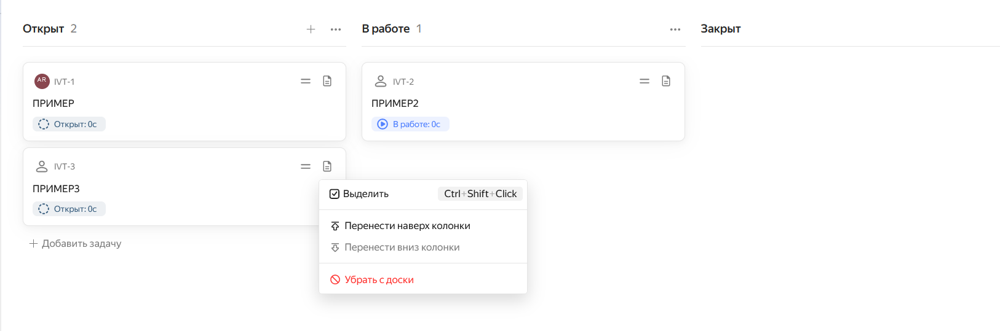 Открыт 2
В работе 1
Закрыт
AR IVT-1
ПРИМЕР
Открыт: 0с
IVT-2
ПРИМЕР2
В работе: 0с
IVT-3
ПРИМЕР3
Открыт: 0с
+ Добавить задачу
Выделить Ctrl+Shift+Click
Перенести наверх колонки
Перенести вниз колонки
Убрать с доски